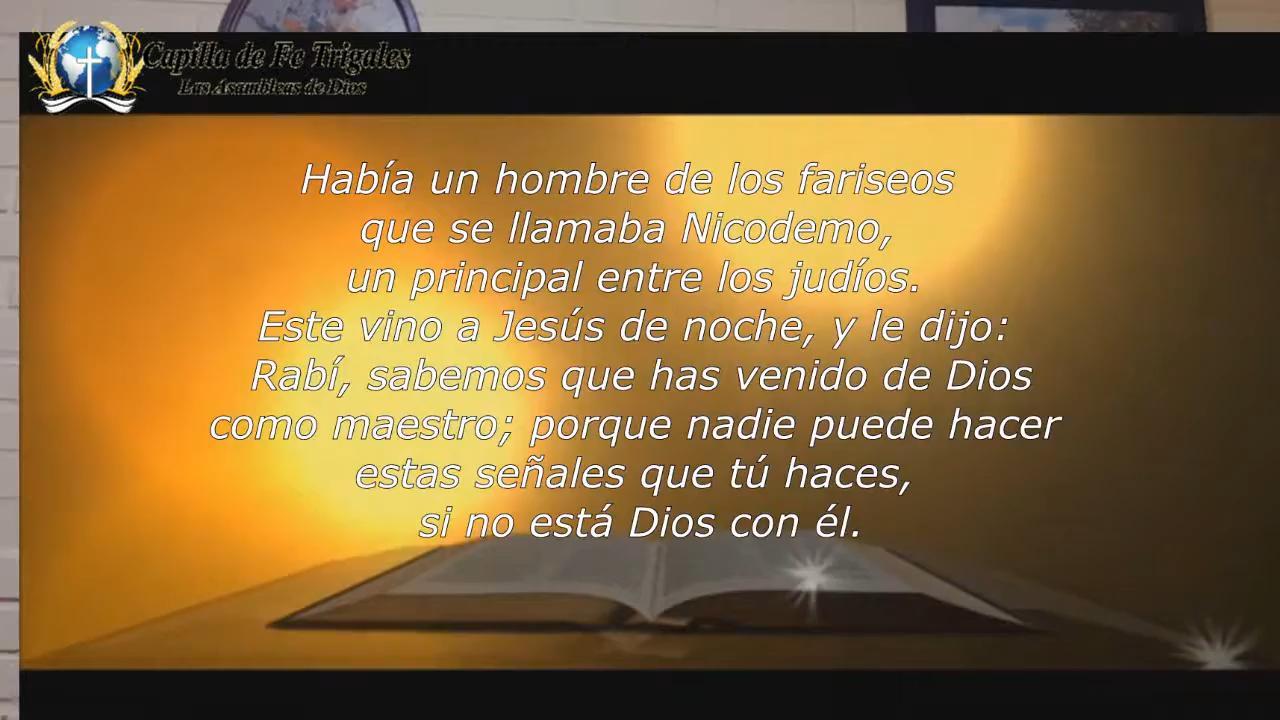 Capilla de Fe Trigales
Las Asambleas de Dios
Había un hombre de los fariseos
que se llamaba Nicodemo,
un principal entre los judíos.
Este vino a Jesús de noche, y le dijo:
Rabí, sabemos que has venido de Dios
como maestro; porque nadie puede hacer
estas señales que tú haces,
si no está Dios con él.